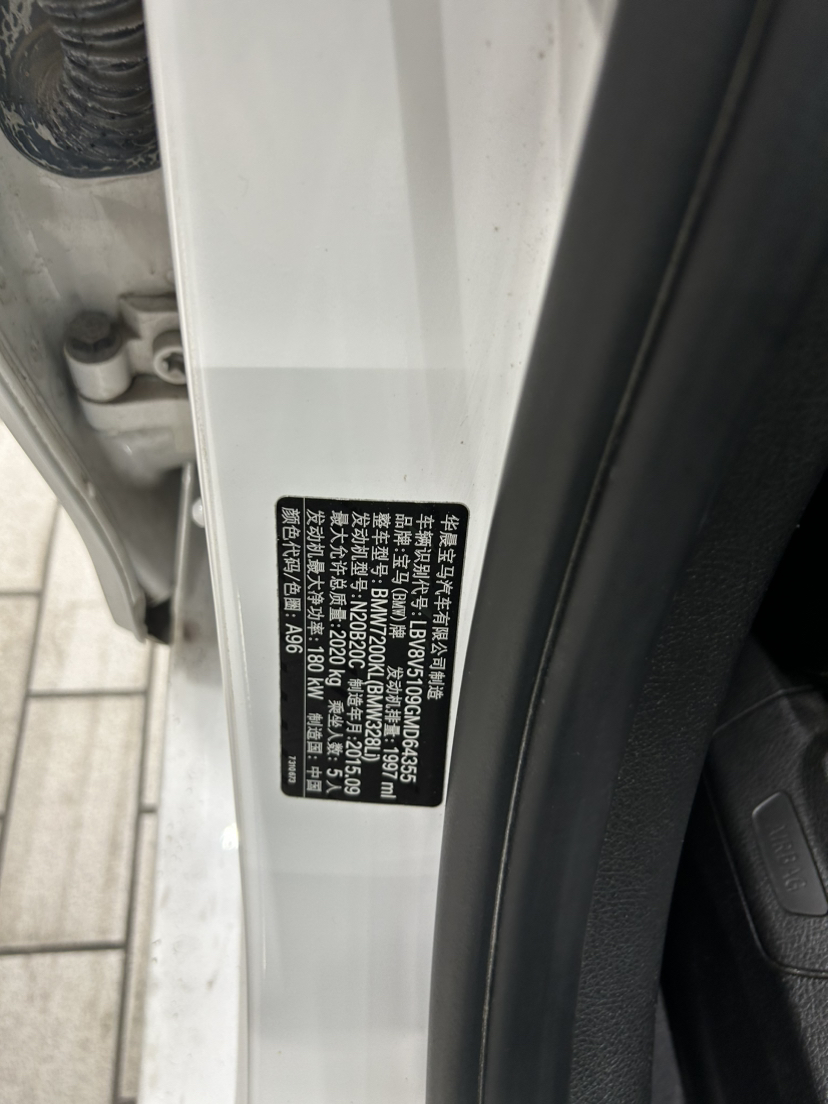 华晨宝马汽车有限公司制造
车辆识别代号: LBV8V5109GMD64355
品牌: 宝马(BMW)牌 发动机排量: 1997 ml
整车型号: BMW7200KL(BMW328Li)
发动机型号: N20B20C 制造年月: 2015.09
最大允许总质量: 2020 kg 乘坐人数: 5人
发动机最大净功率: 180 kW 制造国: 中国
颜色代码/色圈: A96 7310673
AIRBAG